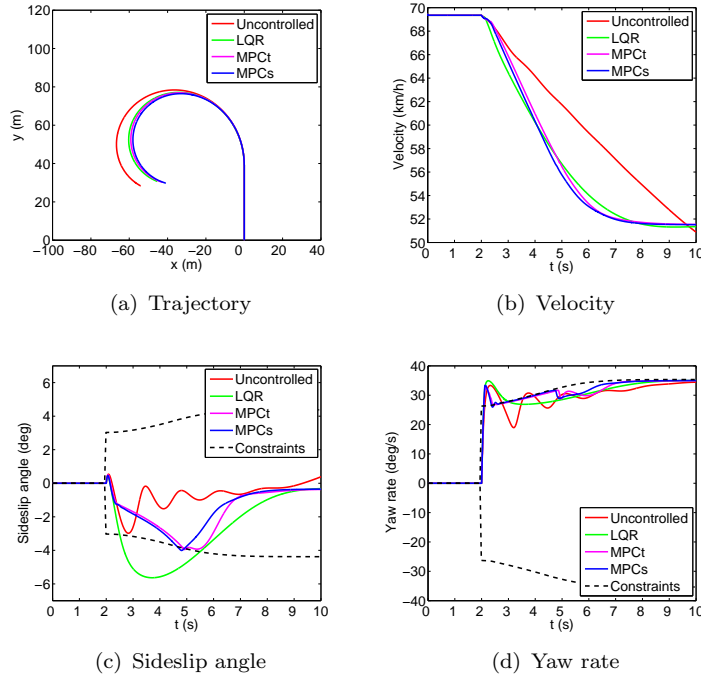 120
100
80
60
40
20
0
−100 −80 −60 −40 −20 0 20 40
x (m)
y (m)
Uncontrolled
LQR
MPCt
MPCs
(a) Trajectory
70
68
66
64
62
60
58
56
54
52
50
0 1 2 3 4 5 6 7 8 9 10
t (s)
Velocity (km/h)
Uncontrolled
LQR
MPCt
MPCs
(b) Velocity
6
4
2
0
−2
−4
−6
0 1 2 3 4 5 6 7 8 9 10
t (s)
Sideslip angle (deg)
Uncontrolled
LQR
MPCt
MPCs
Constraints
(c) Sideslip angle
40
30
20
10
0
−10
−20
−30
−40
0 1 2 3 4 5 6 7 8 9 10
t (s)
Yaw rate (deg/s)
Uncontrolled
LQR
MPCt
MPCs
Constraints
(d) Yaw rate